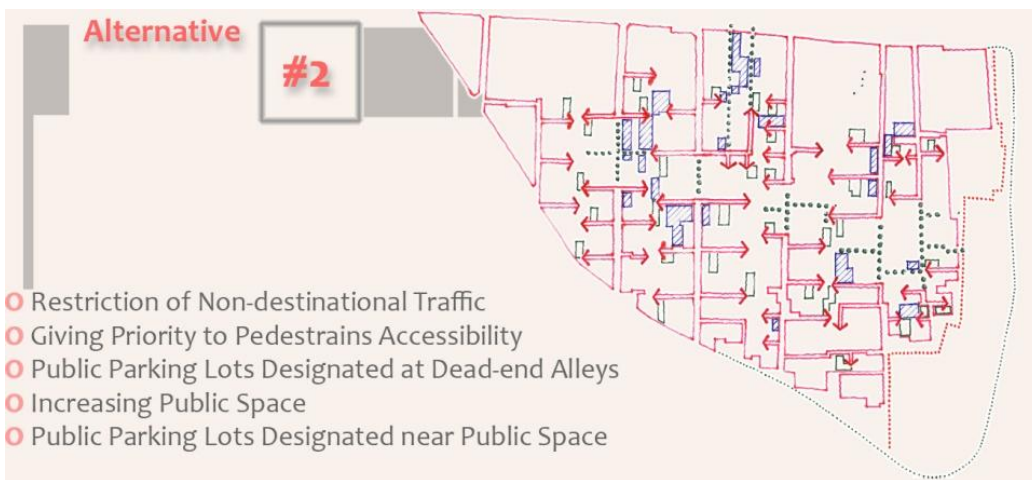 Alternative
#2
O Restriction of Non-destinational Traffic
O Giving Priority to Pedestrains Accessibility
O Public Parking Lots Designated at Dead-end Alleys
O Increasing Public Space
O Public Parking Lots Designated near Public Space